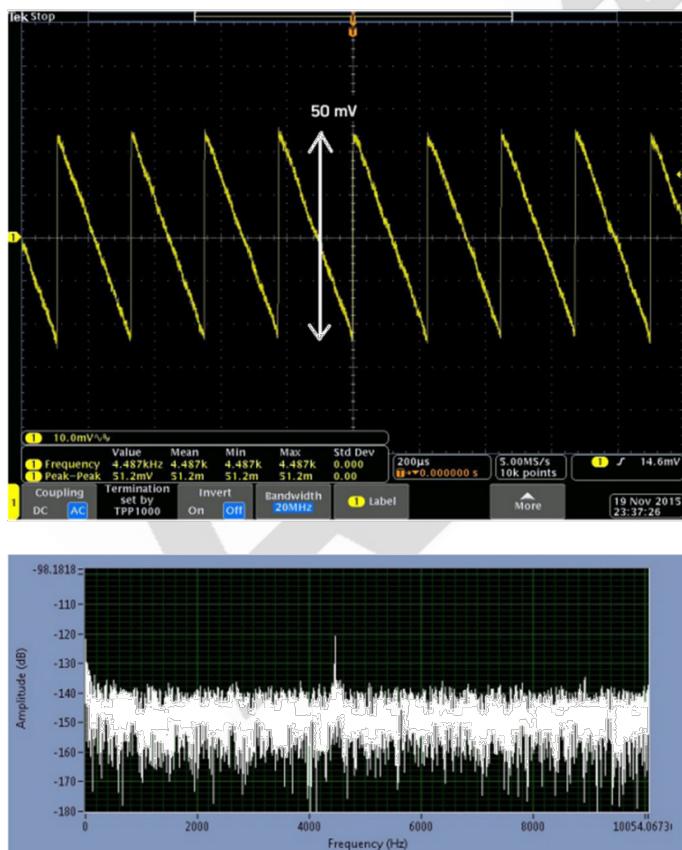 Tek Stop
50 mV
1
1 10.0mV
Value Mean Min Max Std Dev
1 Frequency 4.487kHz 4.487k 4.487k 4.487k 0.000
1 Peak-Peak 51.2mV 51.2m 51.2m 51.2m 0.00
200µs
0.000000 s
5.00MS/s
10k points
1 14.6mV
1
Coupling
DC AC
Termination
set by
TPP1000
Invert
On Off
Bandwidth
20MHz
1 Label
More
19 Nov 2015
23:37:26
-98.1818
-110
-120
-130
-140
-150
-160
-170
-180
Amplitude (dB)
0 2000 4000 6000 8000 10054.0673
Frequency (Hz)